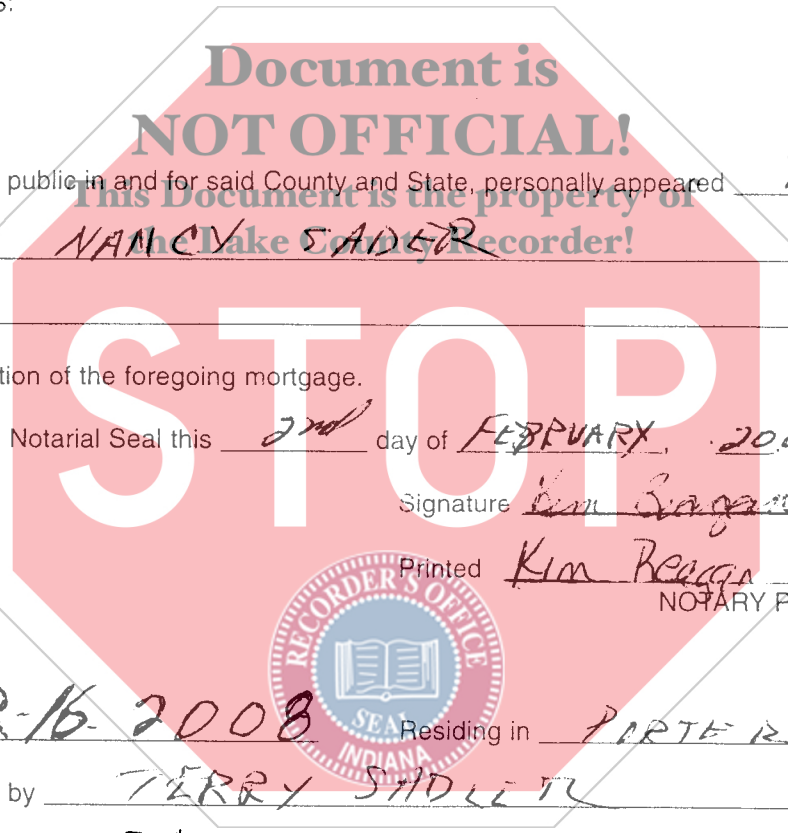 s:
Document is
NOT OFFICIAL!
public in and for said County and State, personally appeared
This Document is the property of
NANCY SADER
the Lake County Recorder!
STOP
tion of the foregoing mortgage.
Notarial Seal this 2nd day of FEBRUARY, 20
Signature Kim
Printed Kim Reagan
NOTARY P
RECORDER'S OFFICE
SEAL
INDIANA
-16-2008 Residing in PORTER
by TERRY SADLER